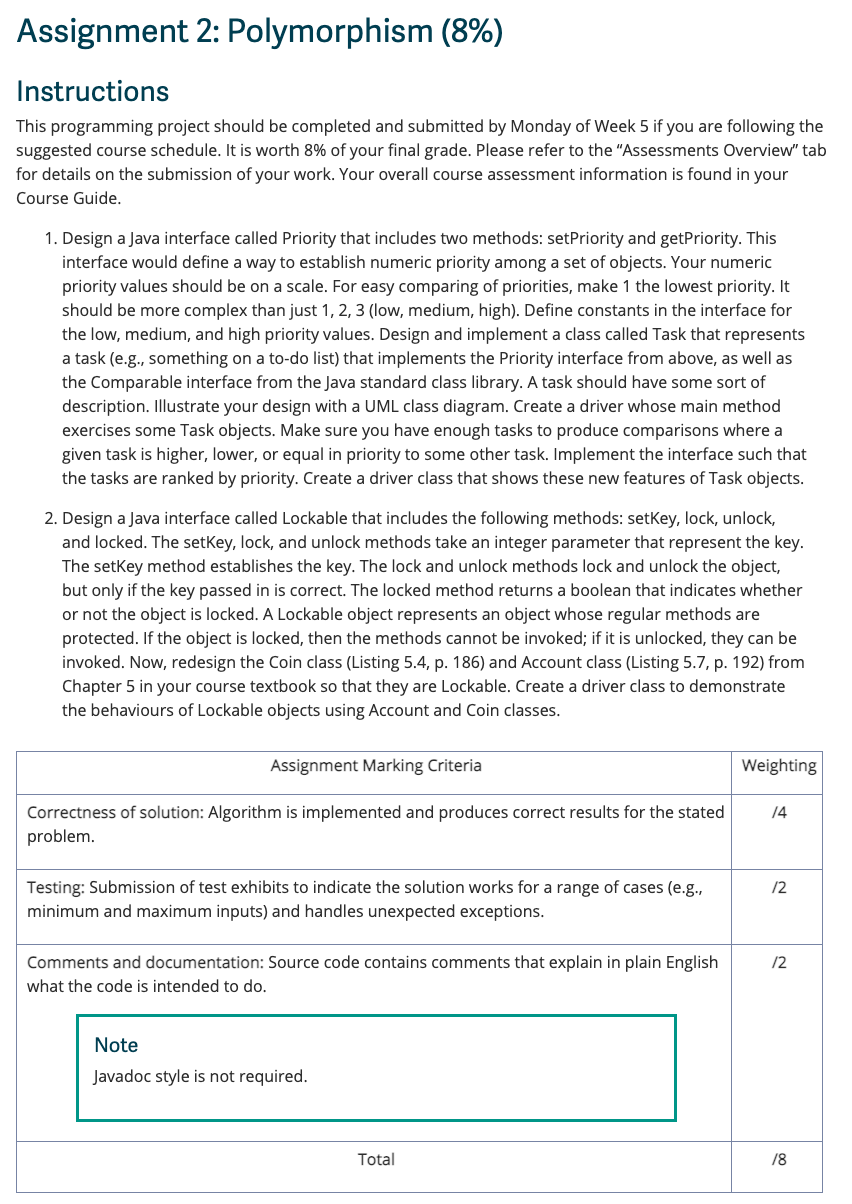 Assignment 2: Polymorphism (8%)
Instructions
This programming project should be completed and submitted by Monday of Week 5 if you are following the
suggested course schedule. It is worth 8% of your final grade. Please refer to the “Assessments Overview” tab
for details on the submission of your work. Your overall course assessment information is found in your
Course Guide.
1. Design a Java interface called Priority that includes two methods: setPriority and getPriority. This
interface would define a way to establish numeric priority among a set of objects. Your numeric
priority values should be on a scale. For easy comparing of priorities, make 1 the lowest priority. It
should be more complex than just 1, 2, 3 (low, medium, high). Define constants in the interface for
the low, medium, and high priority values. Design and implement a class called Task that represents
a task (e.g., something on a to-do list) that implements the Priority interface from above, as well as
the Comparable interface from the Java standard class library. A task should have some sort of
description. Illustrate your design with a UML class diagram. Create a driver whose main method
exercises some Task objects. Make sure you have enough tasks to produce comparisons where a
given task is higher, lower, or equal in priority to some other task. Implement the interface such that
the tasks are ranked by priority. Create a driver class that shows these new features of Task objects.
2. Design a Java interface called Lockable that includes the following methods: setKey, lock, unlock,
and locked. The setKey, lock, and unlock methods take an integer parameter that represent the key.
The setKey method establishes the key. The lock and unlock methods lock and unlock the object,
but only if the key passed in is correct. The locked method returns a boolean that indicates whether
or not the object is locked. A Lockable object represents an object whose regular methods are
protected. If the object is locked, then the methods cannot be invoked; if it is unlocked, they can be
invoked. Now, redesign the Coin class (Listing 5.4, p. 186) and Account class (Listing 5.7, p. 192) from
Chapter 5 in your course textbook so that they are Lockable. Create a driver class to demonstrate
the behaviours of Lockable objects using Account and Coin classes.
Assignment Marking Criteria Weighting
Correctness of solution: Algorithm is implemented and produces correct results for the stated /4
problem.
Testing: Submission of test exhibits to indicate the solution works for a range of cases (e.g., /2
minimum and maximum inputs) and handles unexpected exceptions.
Comments and documentation: Source code contains comments that explain in plain English /2
what the code is intended to do.
Note
Javadoc style is not required.
Total /8